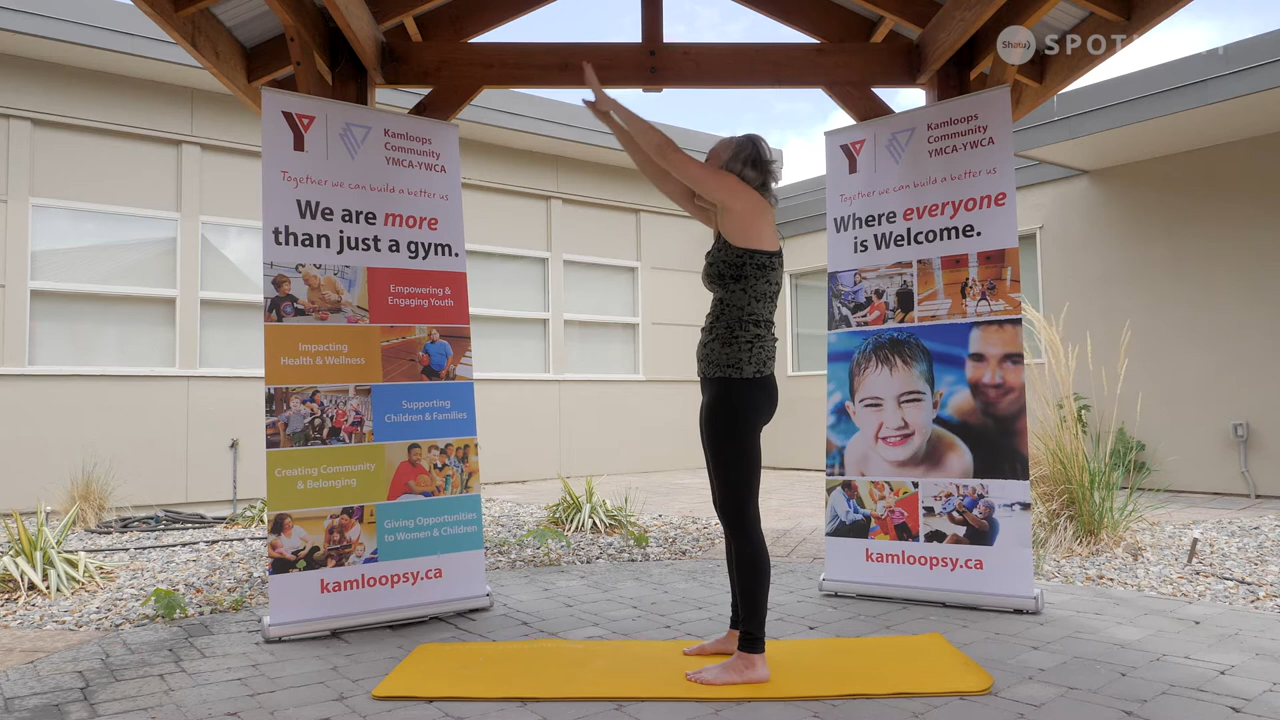 Shaw) SPOTLIGHT
Y
Kamloops
Community
YMCA-YWCA
Together we can build a better us
We are more
than just a gym.
Empowering &
Engaging Youth
Impacting
Health & Wellness
Supporting
Children & Families
Creating Community
& Belonging
Giving Opportunities
to Women & Children
kamloopsy.ca
Y
Kamloops
Community
YMCA-YWCA
Together we can build a better us
Where everyone
is Welcome.
kamloopsy.ca